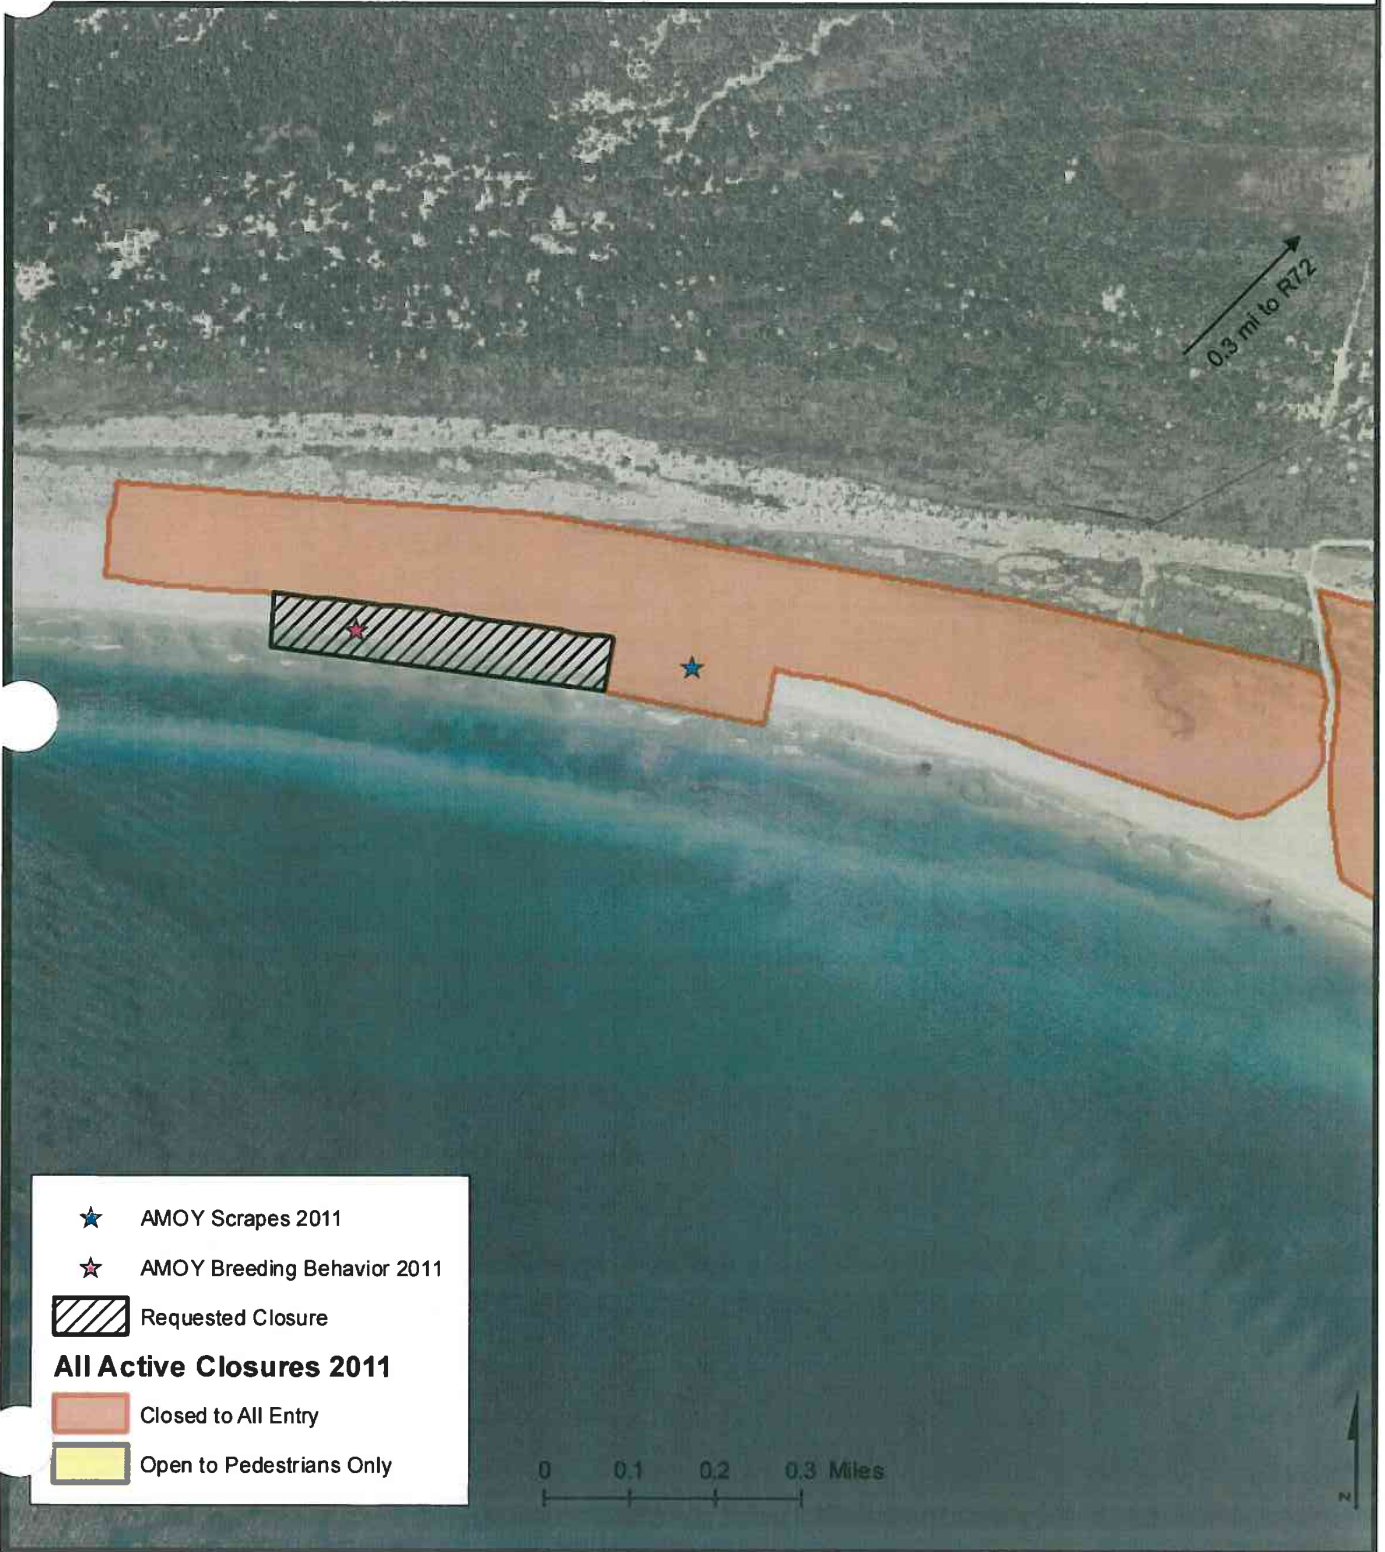 0.3 mi to R72
AMOY Scrapes 2011
AMOY Breeding Behavior 2011
Requested Closure
All Active Closures 2011
Closed to All Entry
Open to Pedestrians Only
0 0.1 0.2 0.3 Miles
N